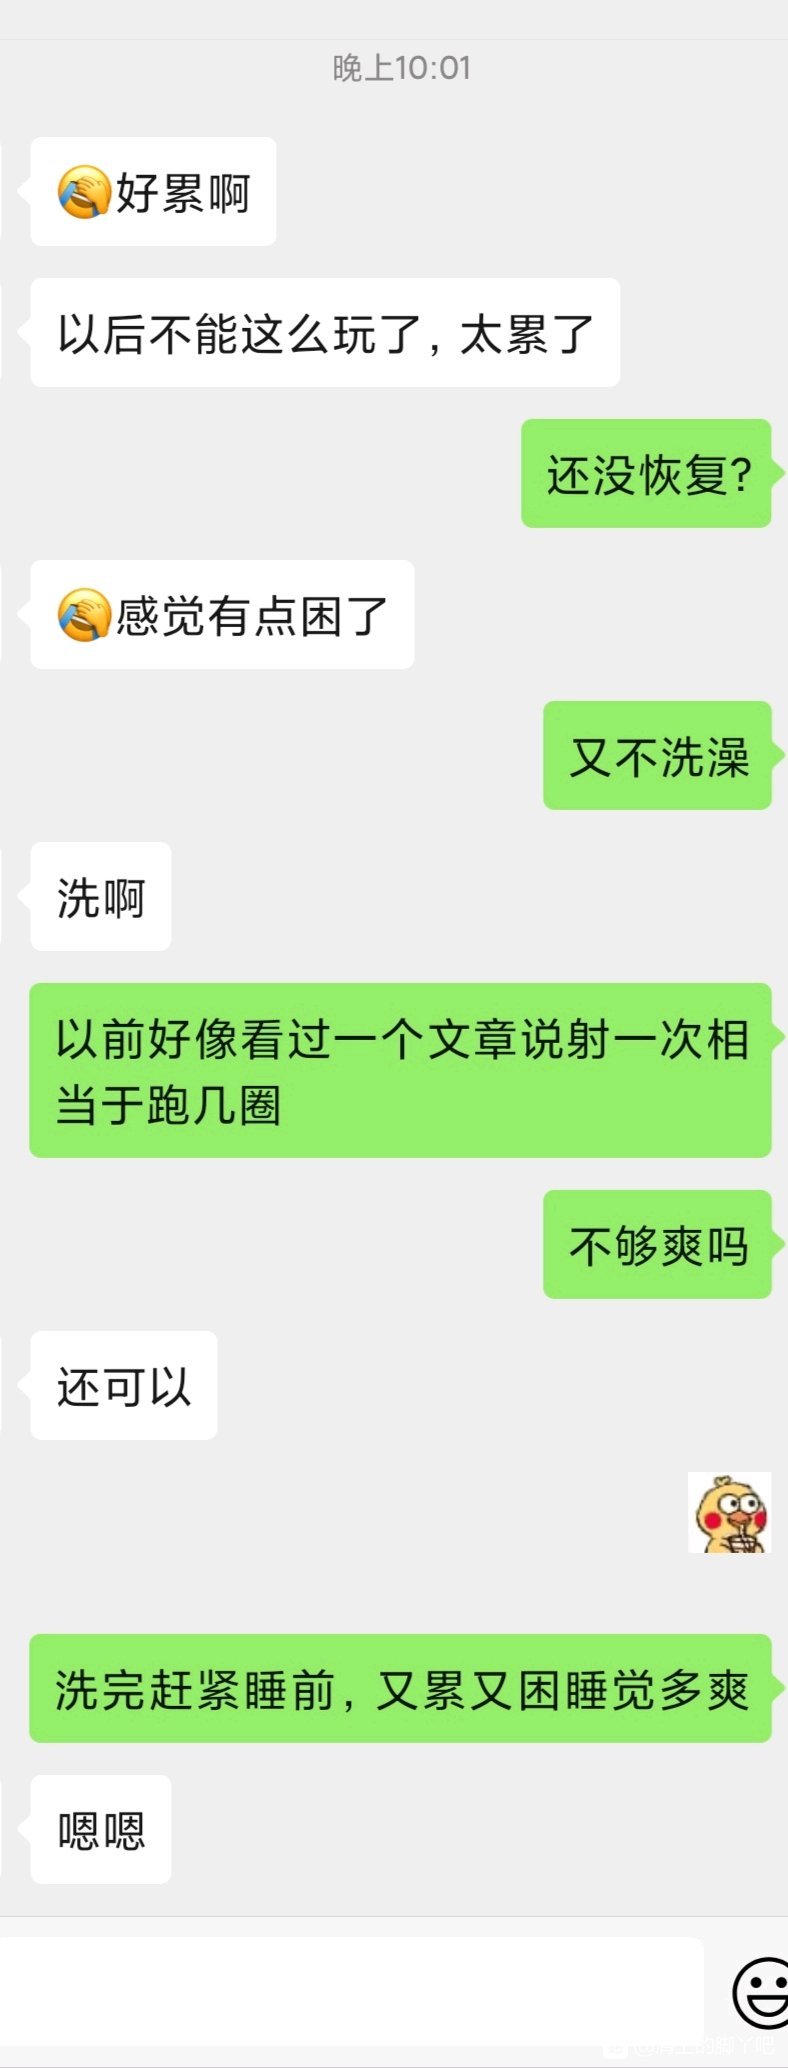 晚上10:01
🤦好累啊
以后不能这么玩了，太累了
还没恢复？
🤦感觉有点困了
又不洗澡
洗啊
以前好像看过一个文章说射一次相
当于跑几圈
不够爽吗
还可以
洗完赶紧睡前，又累又困睡觉多爽
嗯嗯